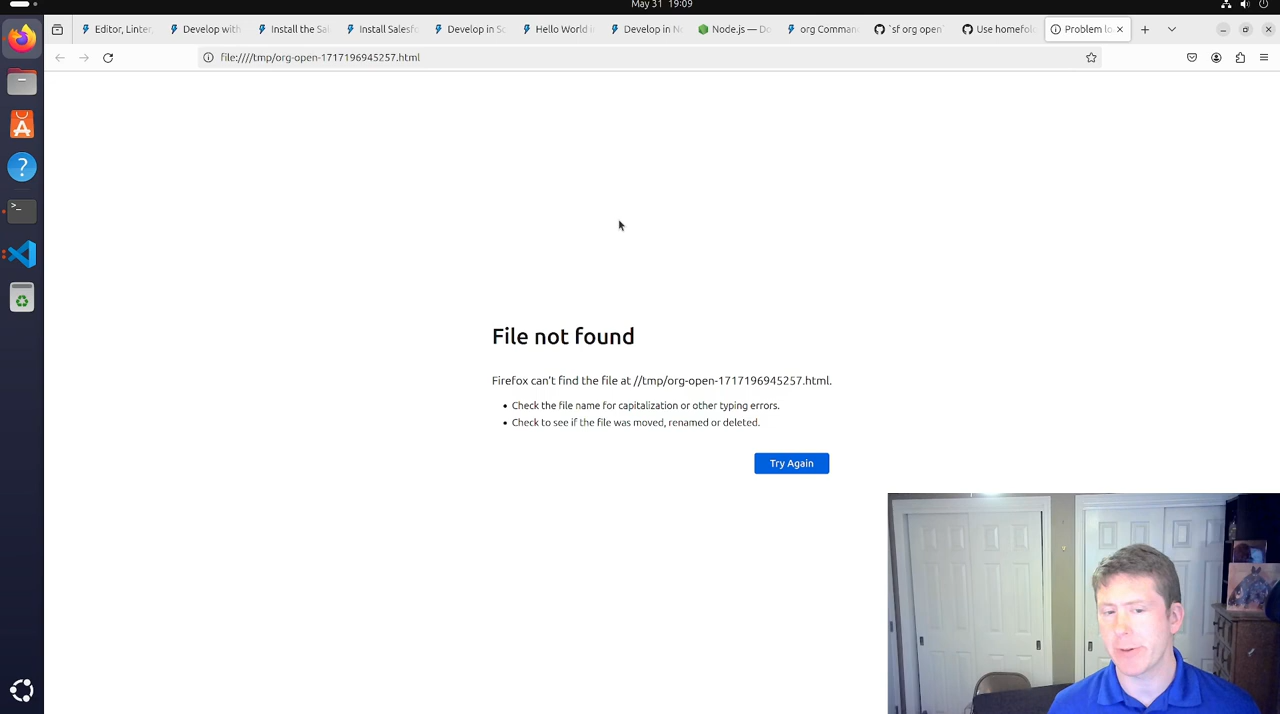 May 31 19:09
Editor, Linter,
Develop with
Install the Sa
Install Salesfo
Develop in Sc
Hello World i
Develop in No
Node.js — Do
org Comman
`sf org open`
Use homefol
Problem lo
file:////tmp/org-open-1717196945257.html
File not found
Firefox can't find the file at //tmp/org-open-1717196945257.html.
Check the file name for capitalization or other typing errors.
Check to see if the file was moved, renamed or deleted.
Try Again